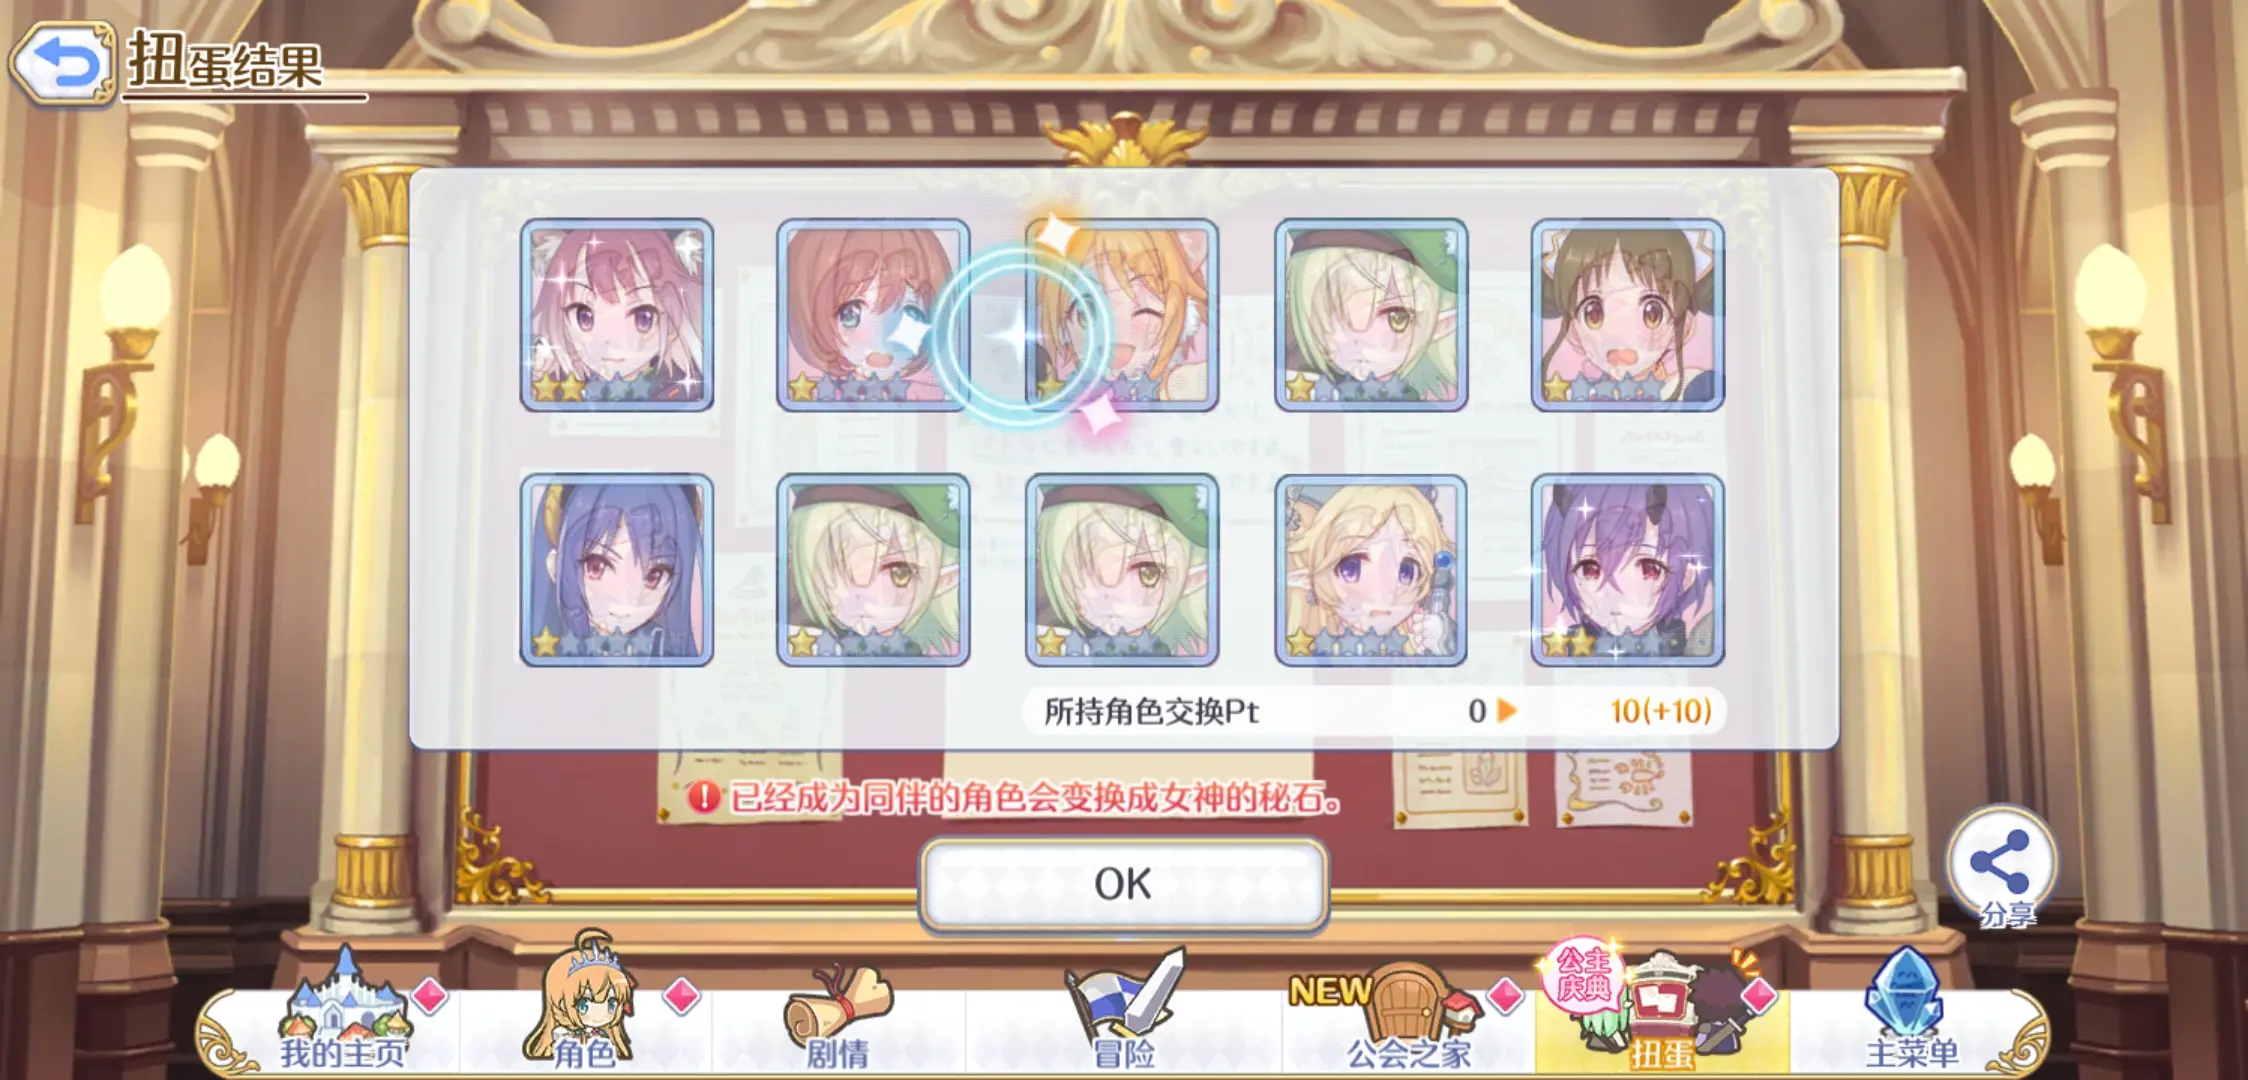 扭蛋结果
所持角色交换Pt 0 10(+10)
已经成为同伴的角色会变换成女神的秘石。
OK
分享
NEW
公主
庆典
我的主页 角色 剧情 冒险 公会之家 扭蛋 主菜单